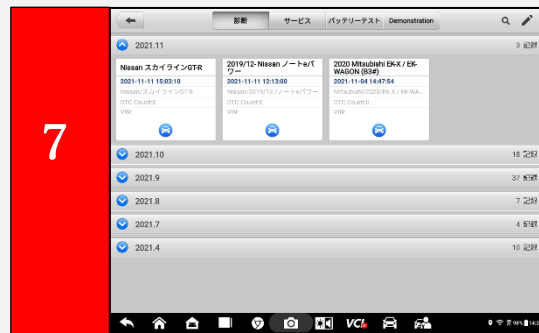 7
診断 サービス バッテリーテスト Demonstration
2021.11 3 記録
Nissan スカイラインGT-R
2021-11-11 15:03:10
Nissan/スカイラインGT-R
DTC Count:0
VIN:
2019/12- Nissan ノートeパ
ワー
2021-11-11 12:13:00
Nissan/2019/12/ノートeパワー
DTC Count:0
VIN:
2020 Mitsubishi EK-X / EK-
WAGON (B3#)
2021-11-04 14:47:54
Mitsubishi/2020/EK-X / EK-WA...
DTC Count:0
VIN:
2021.10 18 記録
2021.9 37 記録
2021.8 7 記録
2021.7 4 記録
2021.4 10 記録
VCI
98%